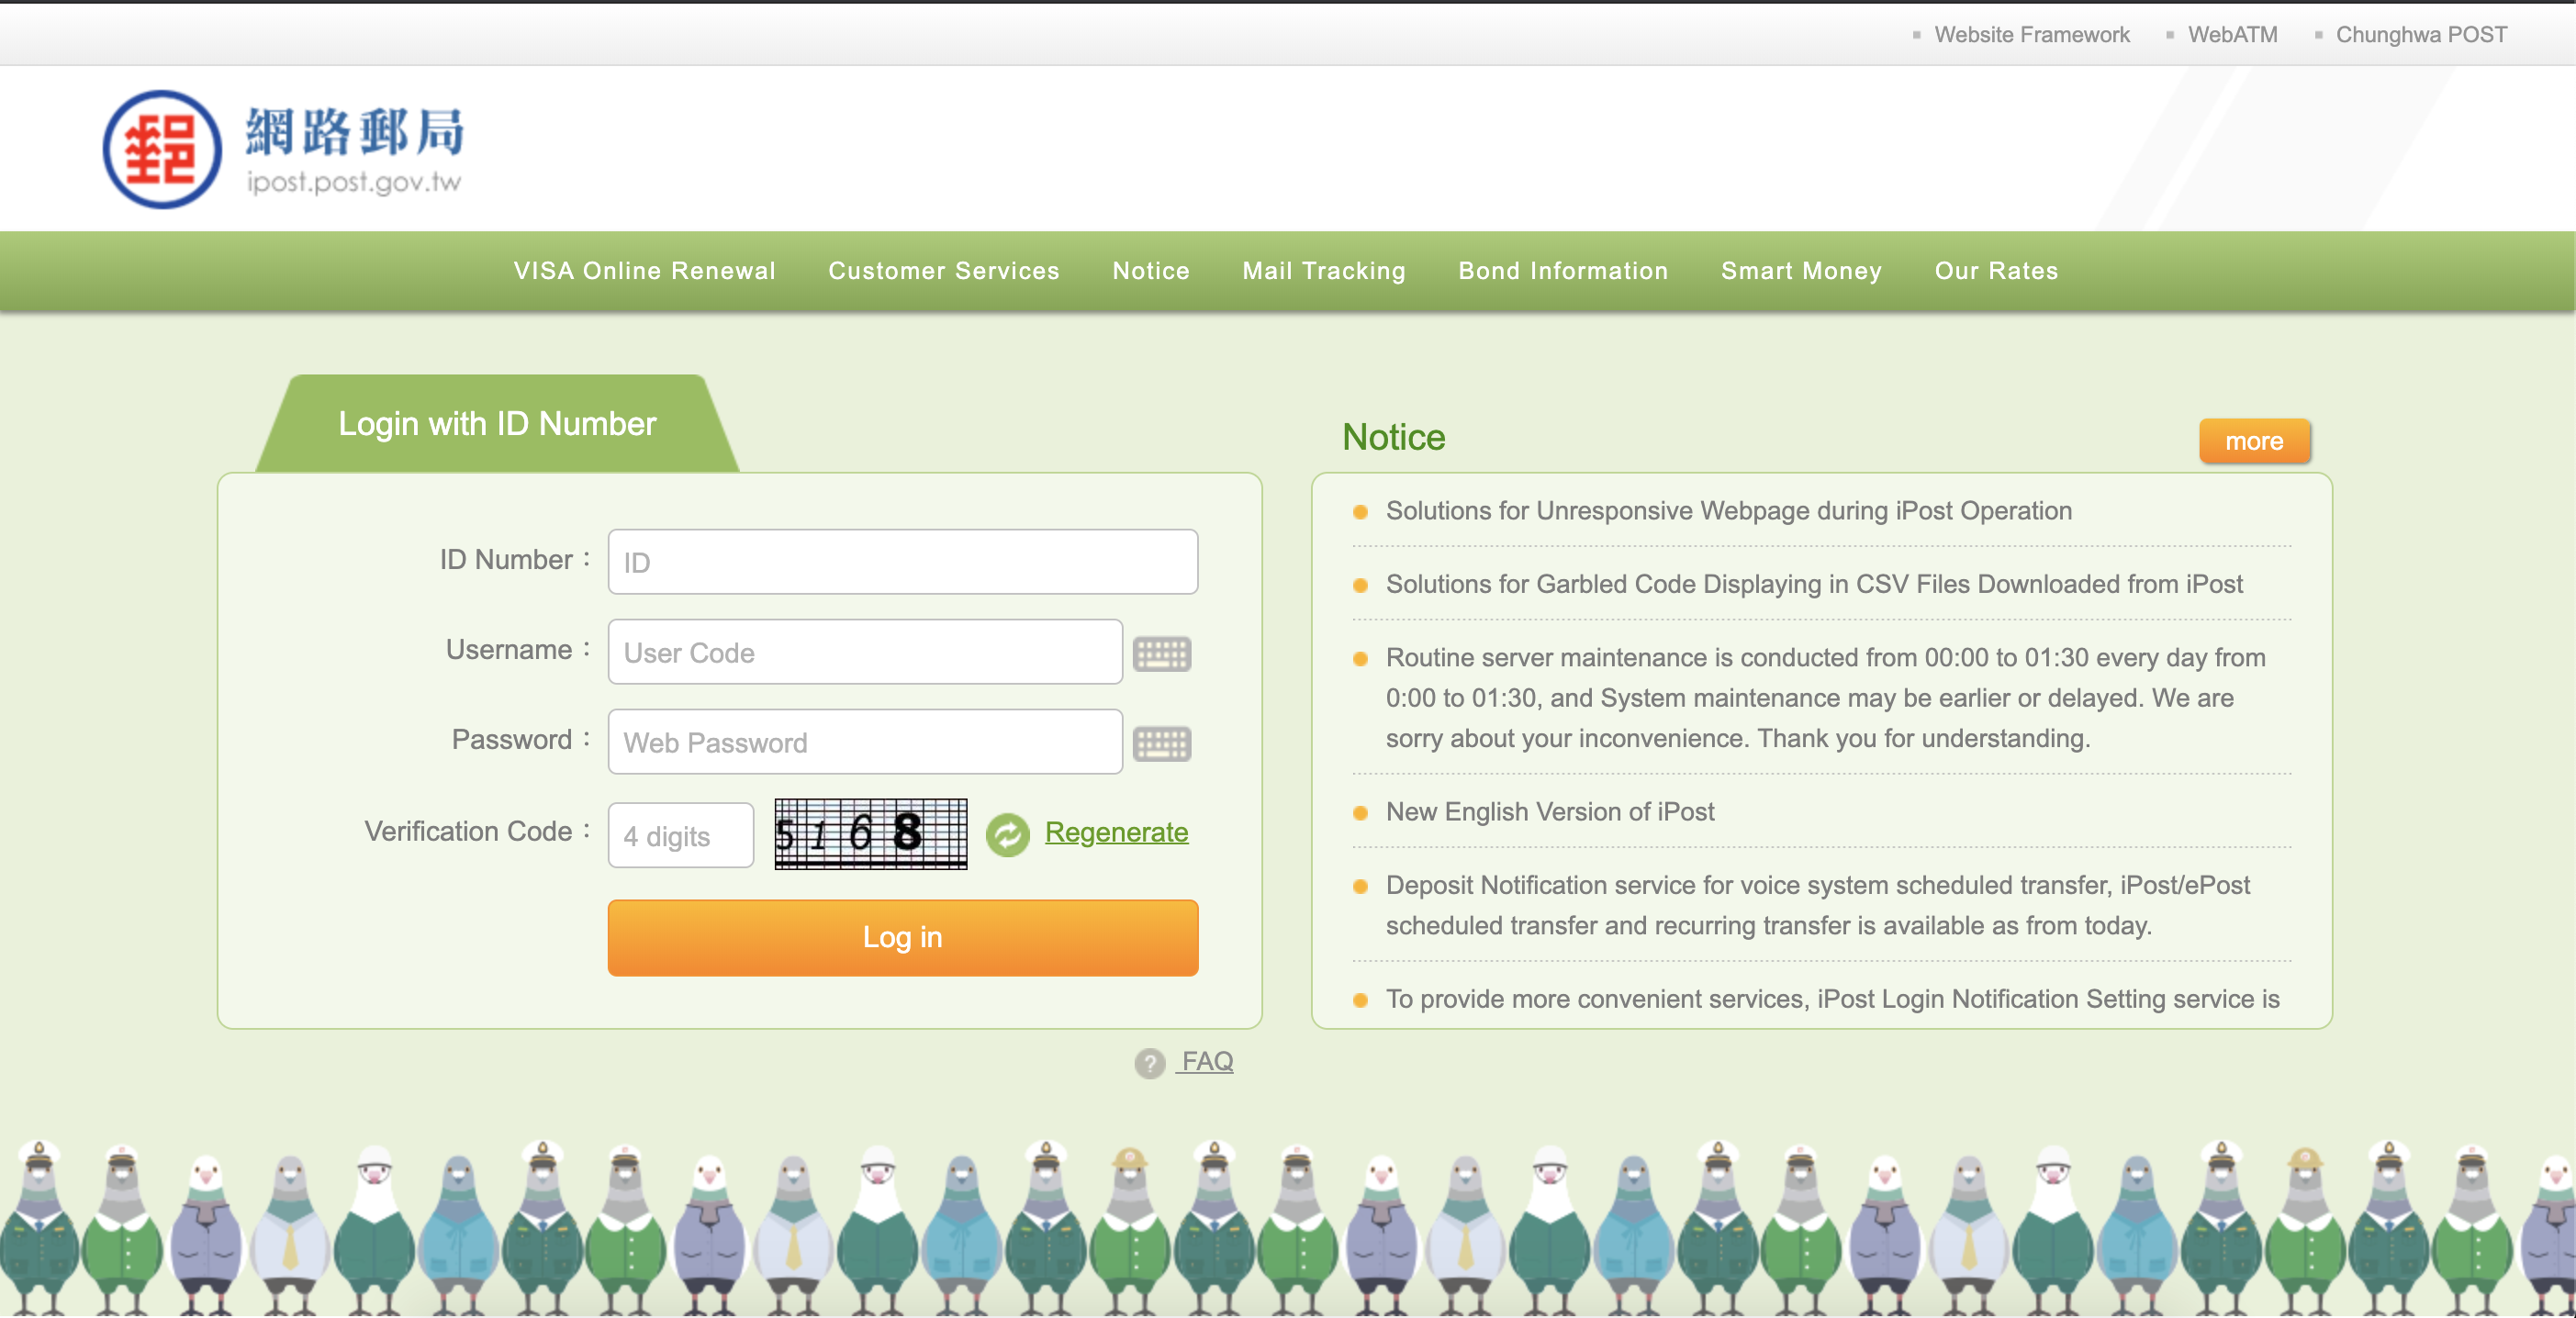 Website Framework
WebATM
Chunghwa POST
郵
網路郵局
ipost.post.gov.tw
VISA Online Renewal
Customer Services
Notice
Mail Tracking
Bond Information
Smart Money
Our Rates
Login with ID Number
ID Number：
ID
Username：
User Code
Password：
Web Password
Verification Code：
4 digits
5168
Regenerate
Log in
? FAQ
Notice
more
Solutions for Unresponsive Webpage during iPost Operation
Solutions for Garbled Code Displaying in CSV Files Downloaded from iPost
Routine server maintenance is conducted from 00:00 to 01:30 every day from
0:00 to 01:30, and System maintenance may be earlier or delayed. We are
sorry about your inconvenience. Thank you for understanding.
New English Version of iPost
Deposit Notification service for voice system scheduled transfer, iPost/ePost
scheduled transfer and recurring transfer is available as from today.
To provide more convenient services, iPost Login Notification Setting service is